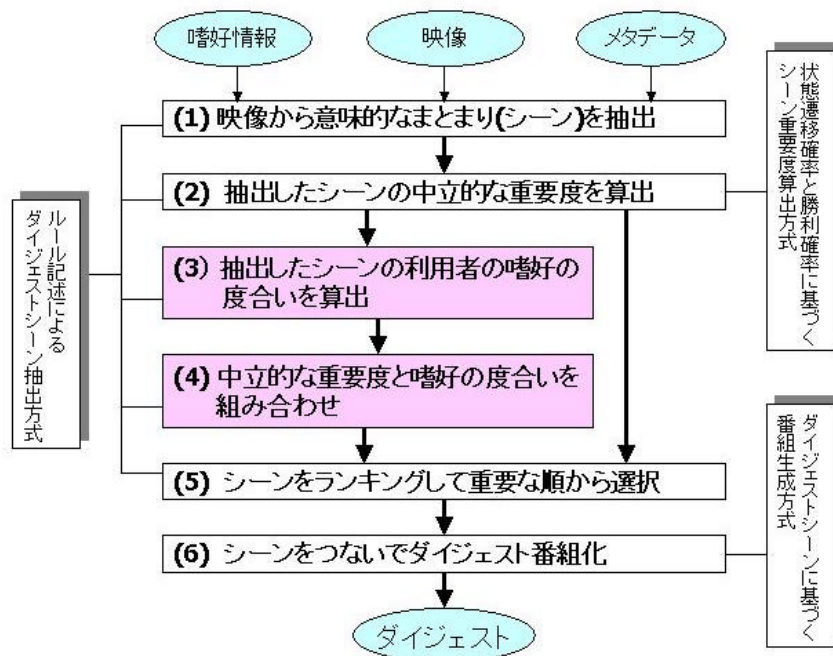 嗜好情報
映像
メタデータ
(1) 映像から意味的なまとまり(シーン)を抽出
(2) 抽出したシーンの中立的な重要度を算出
(3) 抽出したシーンの利用者の嗜好の
度合いを算出
(4) 中立的な重要度と嗜好の度合いを
組み合わせ
(5) シーンをランキングして重要な順から選択
(6) シーンをつないでダイジェスト番組化
ダイジェスト
ルール記述による
ダイジェストシーン抽出方式
状態遷移確率と勝利確率に基づく
シーン重要度算出方式
ダイジェストシーンに基づく
番組生成方式